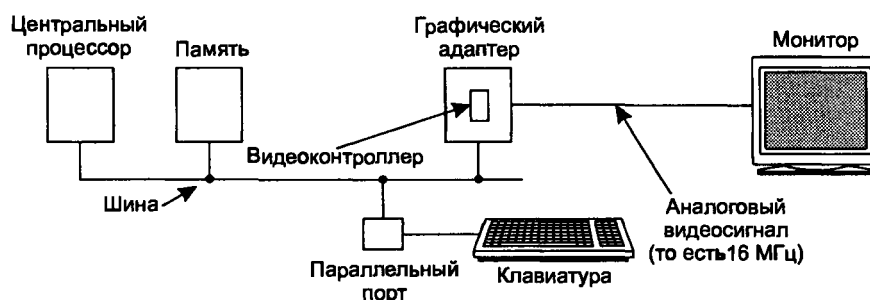 Центральный
процессор
Память
Графический
адаптер
Монитор
Видеоконтроллер
Шина
Параллельный
порт
Клавиатура
Аналоговый
видеосигнал
(то есть16 МГц)